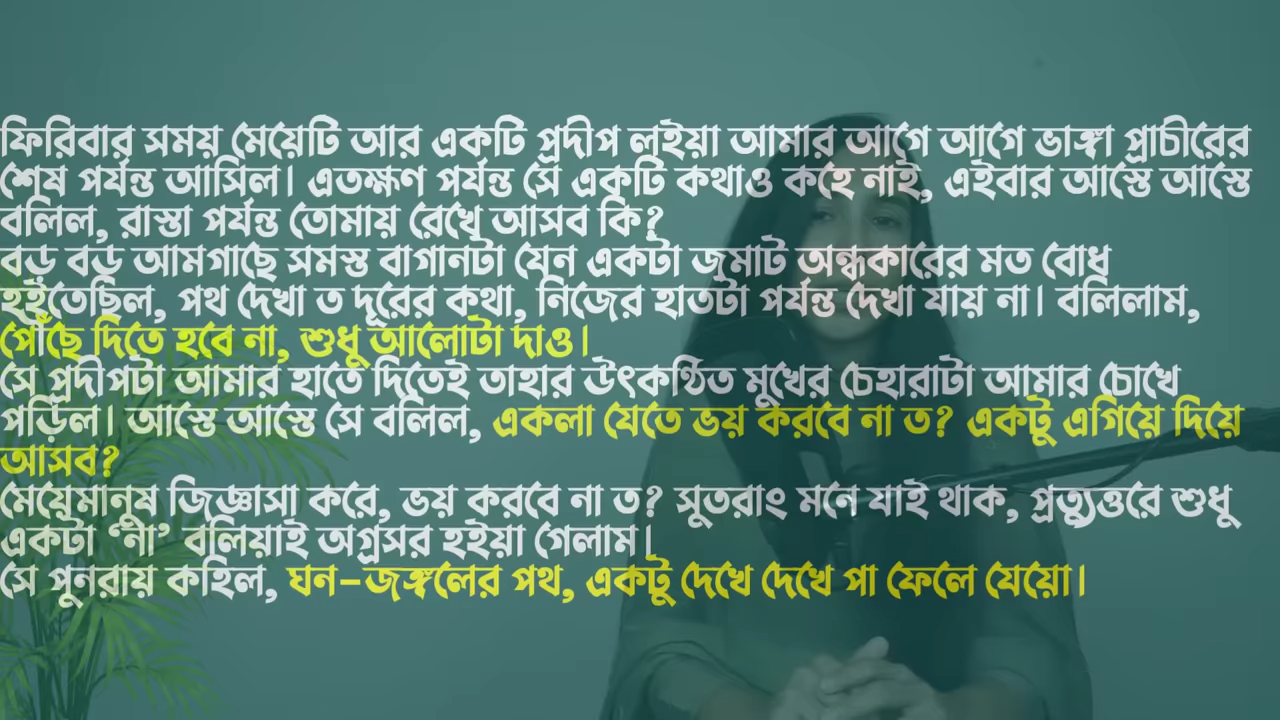 ফিরিবার সময় মেয়েটি আর একটি প্রদীপ লইয়া আমার আগে আগে ভাঙ্গা প্রাচীরের
শেষ পর্যন্ত আসিল। এতক্ষণ পর্যন্ত সে একটি কথাও কহে নাই, এইবার আস্তে আস্তে
বলিল, রাস্তা পর্যন্ত তোমায় রেখে আসব কি?
বড় বড় আমগাছে সমস্ত বাগানটা যেন একটা জমাট অন্ধকারের মত বোধ
হইতেছিল, পথ দেখা ত দূরের কথা, নিজের হাতটা পর্যন্ত দেখা যায় না। বলিলাম,
পৌঁছে দিতে হবে না, শুধু আলোটা দাও।
সে প্রদীপটা আমার হাতে দিতেই তাহার উৎকণ্ঠিত মুখের চেহারাটা আমার চোখে
পড়িল। আস্তে আস্তে সে বলিল, একলা যেতে ভয় করবে না ত? একটু এগিয়ে দিয়ে
আসব?
মেয়েমানুষ জিজ্ঞাসা করে, ভয় করবে না ত? সুতরাং মনে যাই থাক, প্রত্যুত্তরে শুধু
একটা ‘না’ বলিয়াই অগ্রসর হইয়া গেলাম।
সে পুনরায় কহিল, ঘন–জঙ্গলের পথ, একটু দেখে দেখে পা ফেলে যেয়ো।